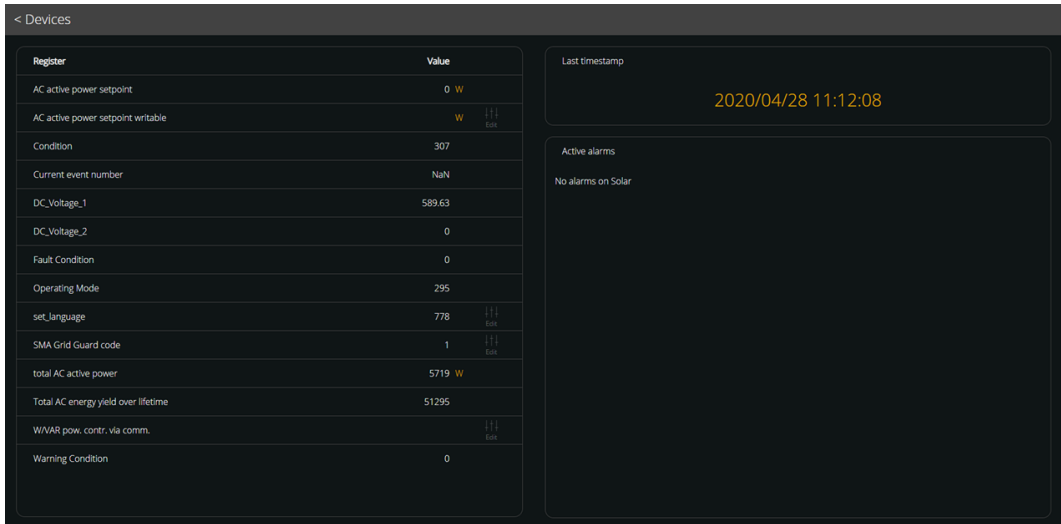 < Devices
Register Value
AC active power setpoint 0 W
AC active power setpoint writable W Edit
Condition 307
Current event number NaN
DC_Voltage_1 589.63
DC_Voltage_2 0
Fault Condition 0
Operating Mode 295
set_language 778 Edit
SMA Grid Guard code 1 Edit
total AC active power 5719 W
Total AC energy yield over lifetime 51295
W/VAR pow. contr. via comm. Edit
Warning Condition 0
Last timestamp
2020/04/28 11:12:08
Active alarms
No alarms on Solar